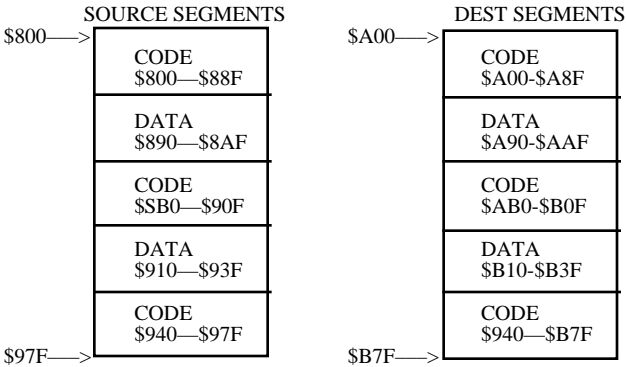 SOURCE SEGMENTS
$800—–>
CODE
$800—$88F
DATA
$890—$8AF
CODE
$SB0—$90F
DATA
$910—$93F
CODE
$940—$97F
$97F—–>
DEST SEGMENTS
$A00—–>
CODE
$A00-$A8F
DATA
$A90-$AAF
CODE
$AB0-$B0F
DATA
$B10-$B3F
CODE
$940—$B7F
$B7F—–>